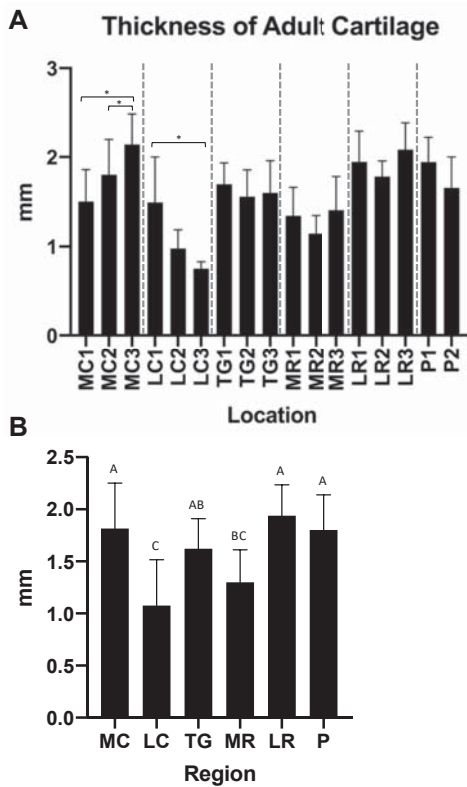 A
Thickness of Adult Cartilage
3
2
1
0
mm
* * *
MC1 MC2 MC3 LC1 LC2 LC3 TG1 TG2 TG3 MR1 MR2 MR3 LR1 LR2 LR3 P1 P2
Location
B
2.5
2.0
1.5
1.0
0.5
0.0
mm
A C AB BC A A
MC LC TG MR LR P
Region